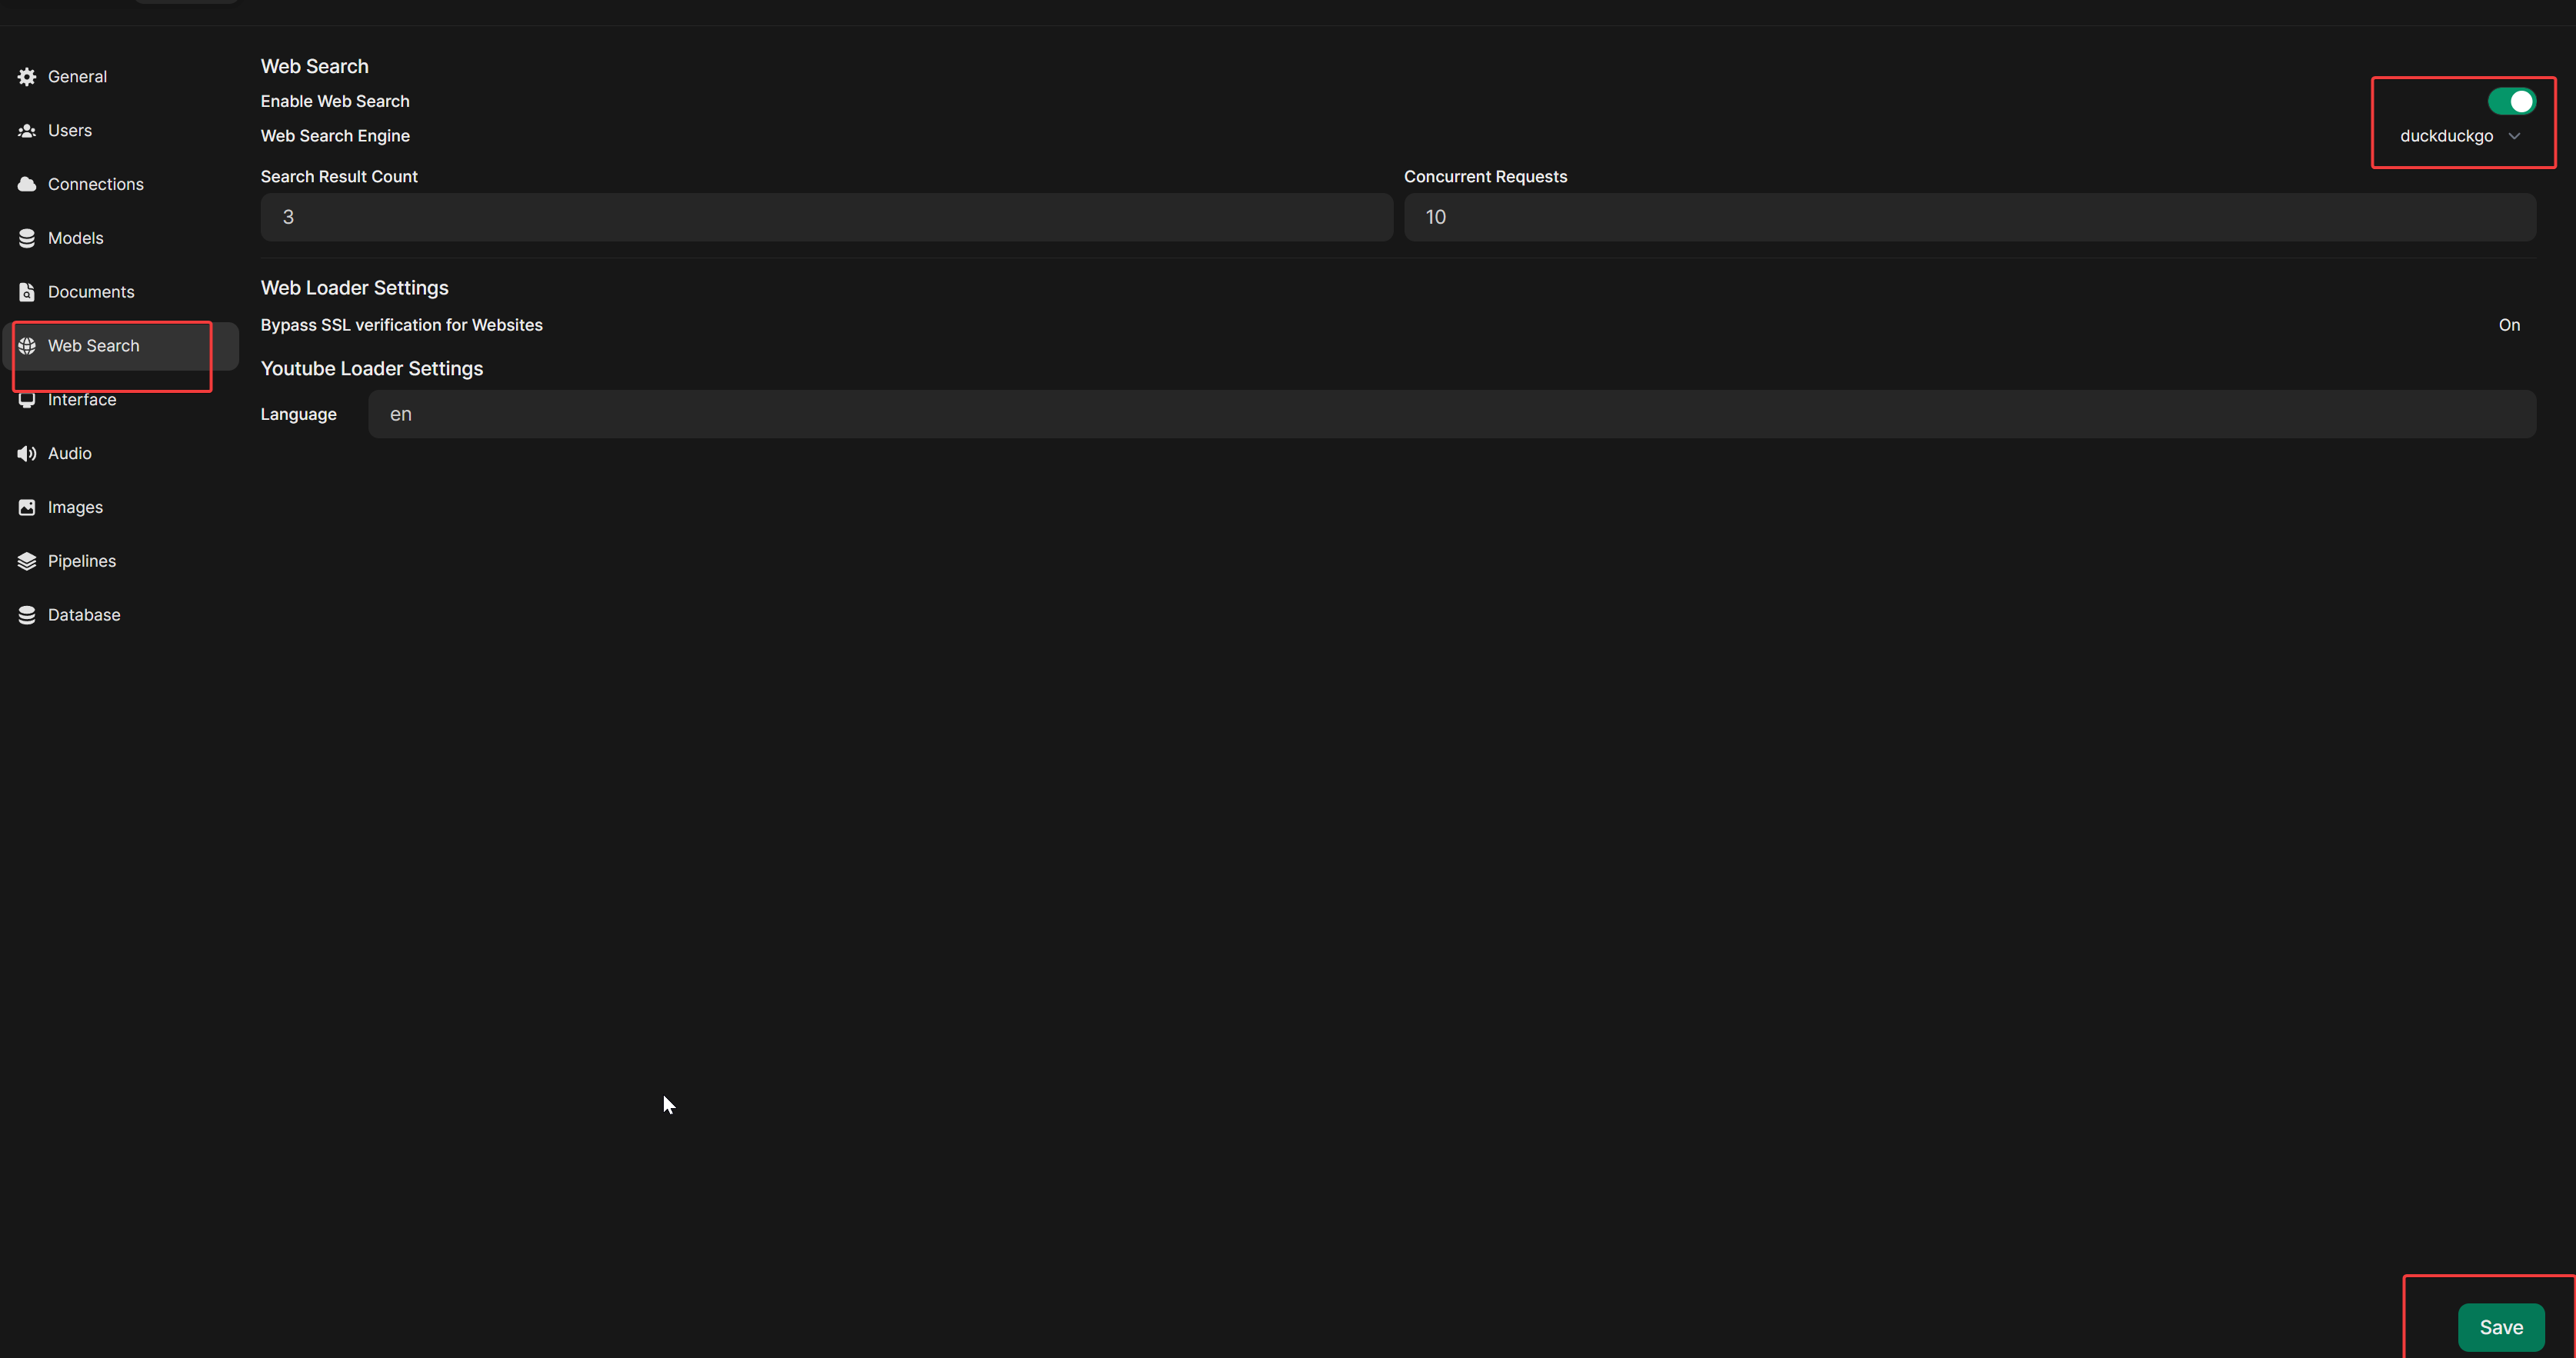 General
Users
Connections
Models
Documents
Web Search
Interface
Audio
Images
Pipelines
Database
Web Search
Enable Web Search
Web Search Engine
duckduckgo
Search Result Count
Concurrent Requests
3
10
Web Loader Settings
Bypass SSL verification for Websites
On
Youtube Loader Settings
Language
en
Save